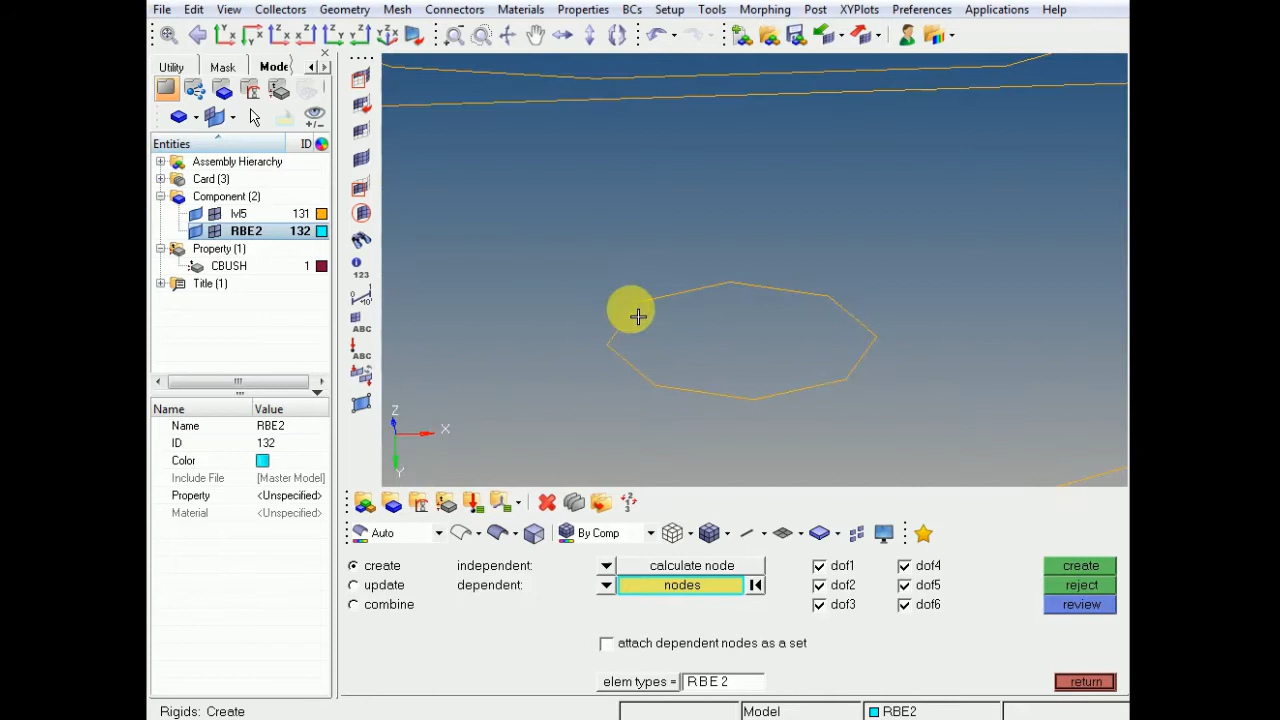 File Edit View Collectors Geometry Mesh Connectors Materials Properties BCs Setup Tools Morphing Post XYPlots Preferences Applications Help
Utility Mask Mode
Entities ID
Assembly Hierarchy
Card (3)
Component (2)
lvl5 131
RBE2 132
Property (1)
CBUSH 1
Title (1)
123
ABC
ABC
Name Value
Name RBE2
ID 132
Color
Include File [Master Model]
Property <Unspecified>
Material <Unspecified>
Z
X
Y
Auto By Comp
create independent: calculate node dof1 dof4 create
update dependent: nodes dof2 dof5 reject
combine dof3 dof6 review
attach dependent nodes as a set
elem types = RBE2 return
Rigids: Create Model RBE2